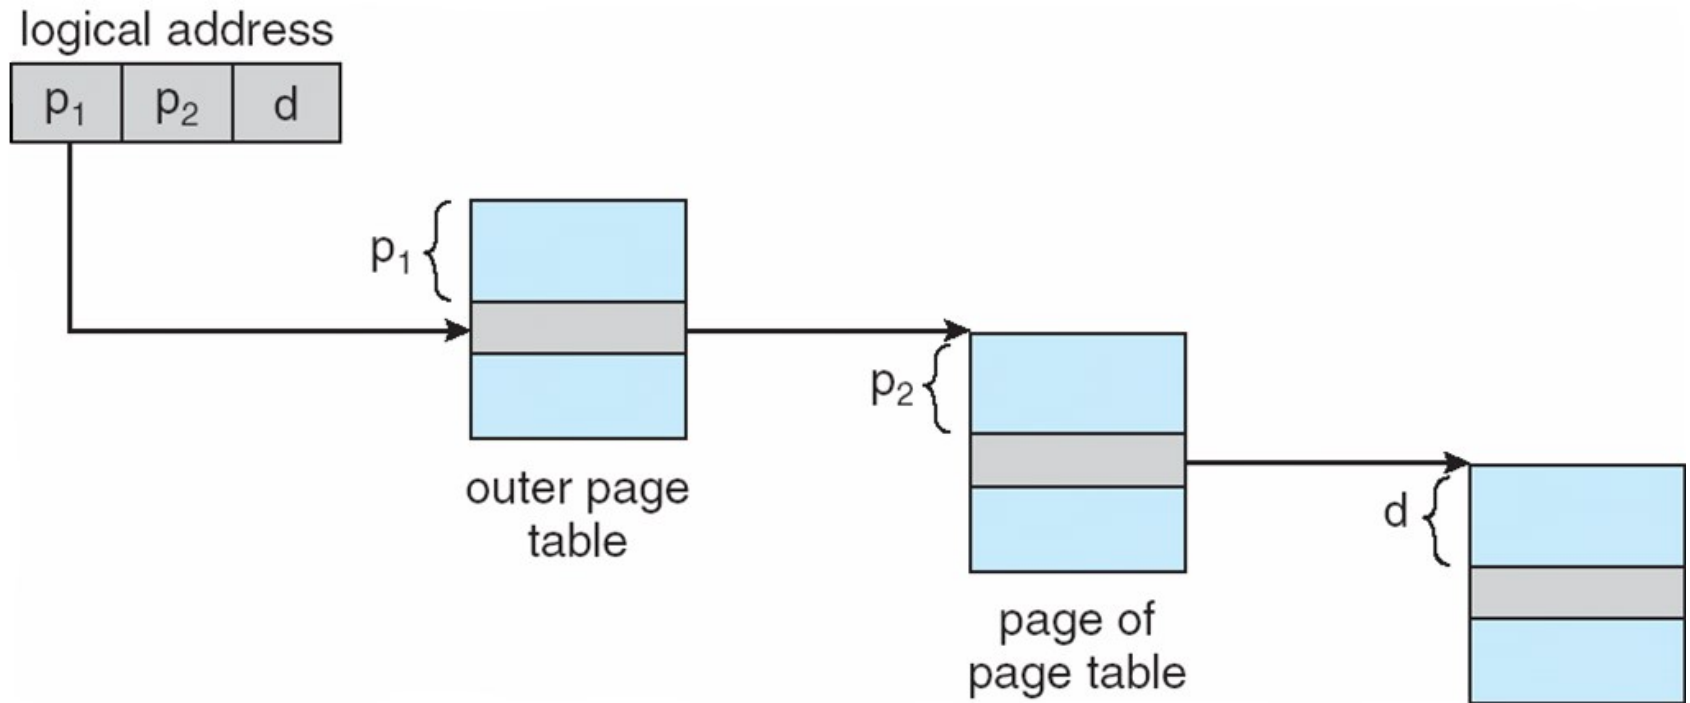 logical address
p₁ p₂ d
p₁
outer page
table
p₂
page of
page table
d